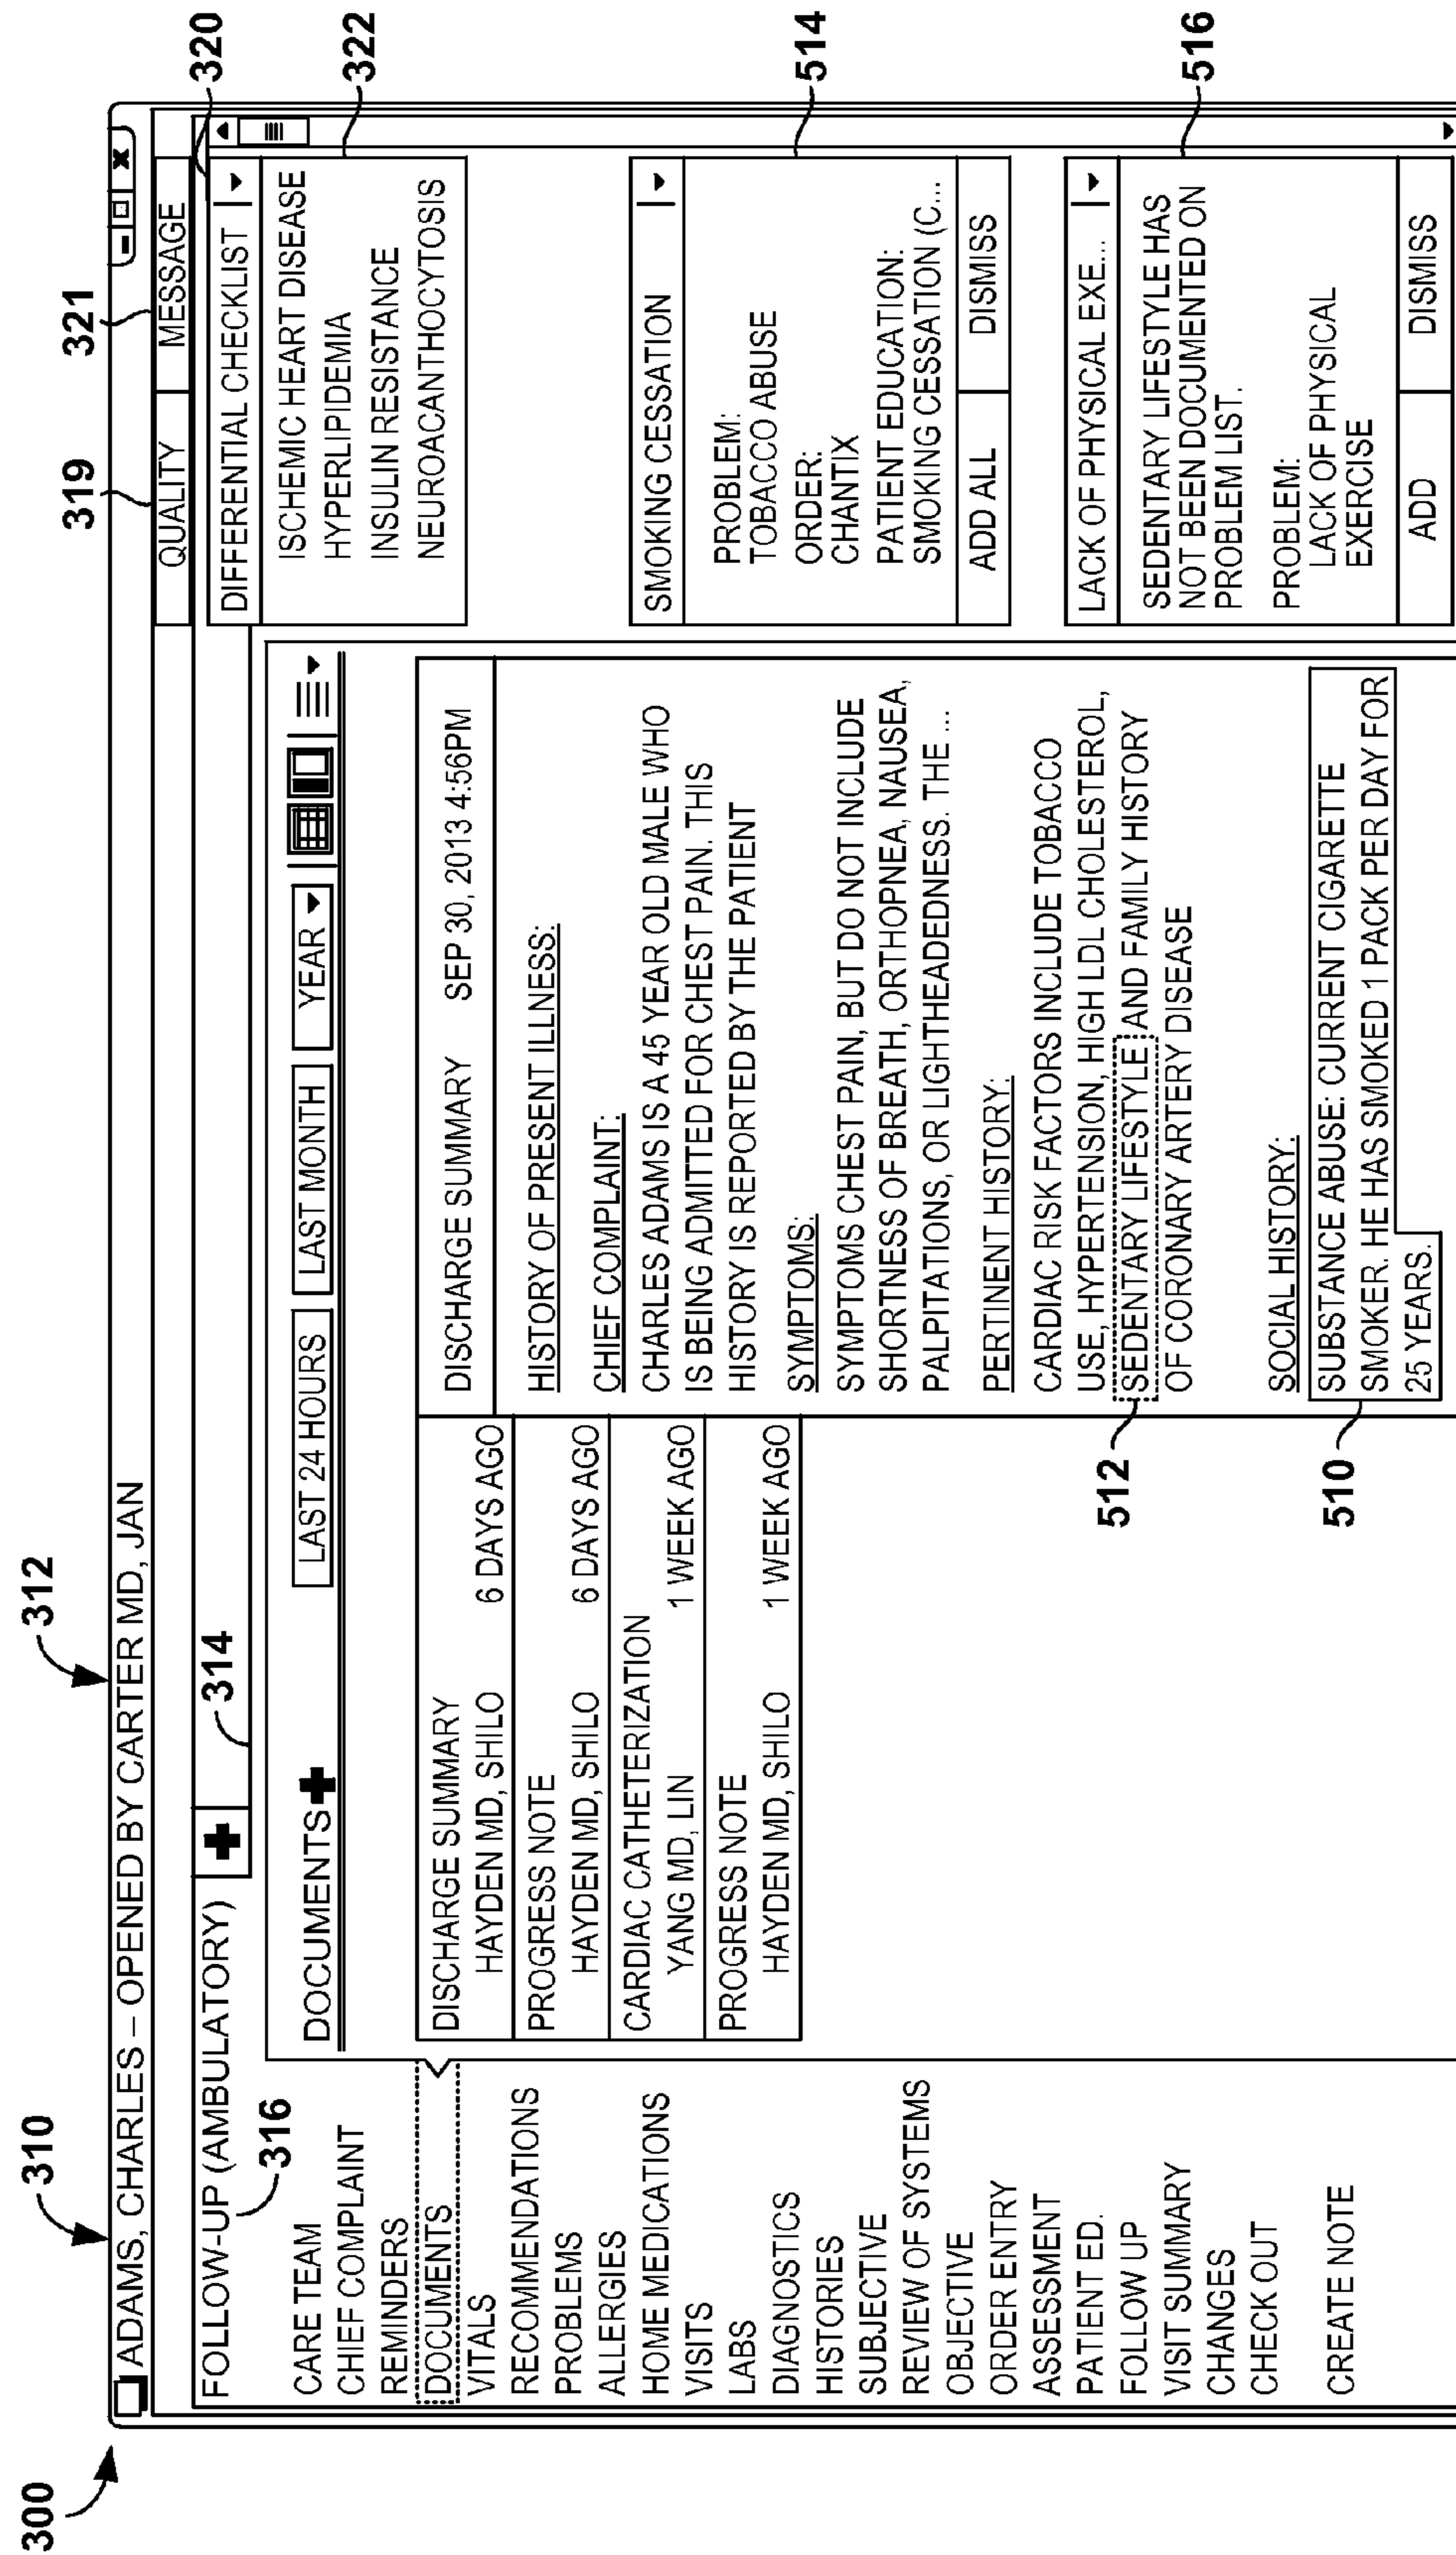 300
310
312
ADAMS, CHARLES – OPENED BY CARTER MD, JAN
319
321
QUALITY
MESSAGE
FOLLOW-UP (AMBULATORY)
314
316
320
CARE TEAM
CHIEF COMPLAINT
REMINDERS
DOCUMENTS
VITALS
RECOMMENDATIONS
PROBLEMS
ALLERGIES
HOME MEDICATIONS
VISITS
LABS
DIAGNOSTICS
HISTORIES
SUBJECTIVE
REVIEW OF SYSTEMS
OBJECTIVE
ORDER ENTRY
ASSESSMENT
PATIENT ED.
FOLLOW UP
VISIT SUMMARY
CHANGES
CHECK OUT
CREATE NOTE
DOCUMENTS
LAST 24 HOURS
LAST MONTH
YEAR
DISCHARGE SUMMARY
HAYDEN MD, SHILO 6 DAYS AGO
PROGRESS NOTE
HAYDEN MD, SHILO 6 DAYS AGO
CARDIAC CATHETERIZATION
YANG MD, LIN 1 WEEK AGO
PROGRESS NOTE
HAYDEN MD, SHILO 1 WEEK AGO
DISCHARGE SUMMARY SEP 30, 2013 4:56PM
HISTORY OF PRESENT ILLNESS:
CHIEF COMPLAINT:
CHARLES ADAMS IS A 45 YEAR OLD MALE WHO
IS BEING ADMITTED FOR CHEST PAIN. THIS
HISTORY IS REPORTED BY THE PATIENT
SYMPTOMS:
SYMPTOMS CHEST PAIN, BUT DO NOT INCLUDE
SHORTNESS OF BREATH, ORTHOPNEA, NAUSEA,
PALPITATIONS, OR LIGHTHEADEDNESS. THE ...
PERTINENT HISTORY:
CARDIAC RISK FACTORS INCLUDE TOBACCO
USE, HYPERTENSION, HIGH LDL CHOLESTEROL,
SEDENTARY LIFESTYLE AND FAMILY HISTORY
OF CORONARY ARTERY DISEASE
512
SOCIAL HISTORY:
SUBSTANCE ABUSE: CURRENT CIGARETTE
SMOKER. HE HAS SMOKED 1 PACK PER DAY FOR
25 YEARS.
510
DIFFERENTIAL CHECKLIST
ISCHEMIC HEART DISEASE
HYPERLIPIDEMIA
INSULIN RESISTANCE
NEUROACANTHOCYTOSIS
322
SMOKING CESSATION
PROBLEM:
TOBACCO ABUSE
ORDER:
CHANTIX
PATIENT EDUCATION:
SMOKING CESSATION (C...
ADD ALL
DISMISS
514
LACK OF PHYSICAL EXE...
SEDENTARY LIFESTYLE HAS
NOT BEEN DOCUMENTED ON
PROBLEM LIST.
PROBLEM:
LACK OF PHYSICAL
EXERCISE
ADD
DISMISS
516